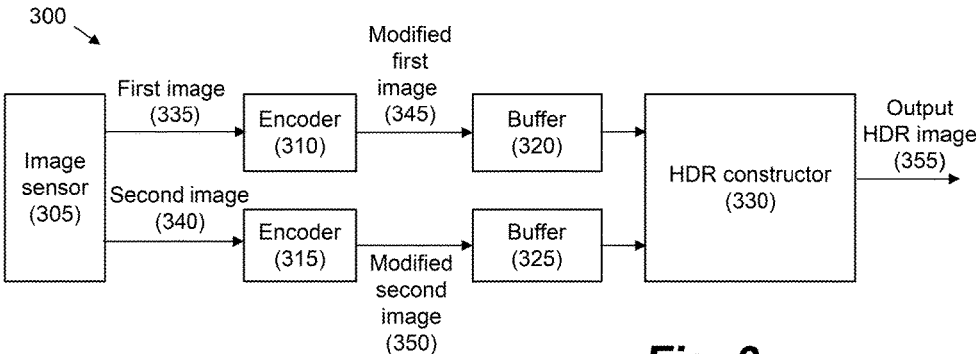 300
First image
(335)
Modified
first
image
(345)
Encoder
(310)
Buffer
(320)
Output
HDR image
(355)
Image
sensor
(305)
HDR constructor
(330)
Second image
(340)
Encoder
(315)
Modified
second
image
(350)
Buffer
(325)